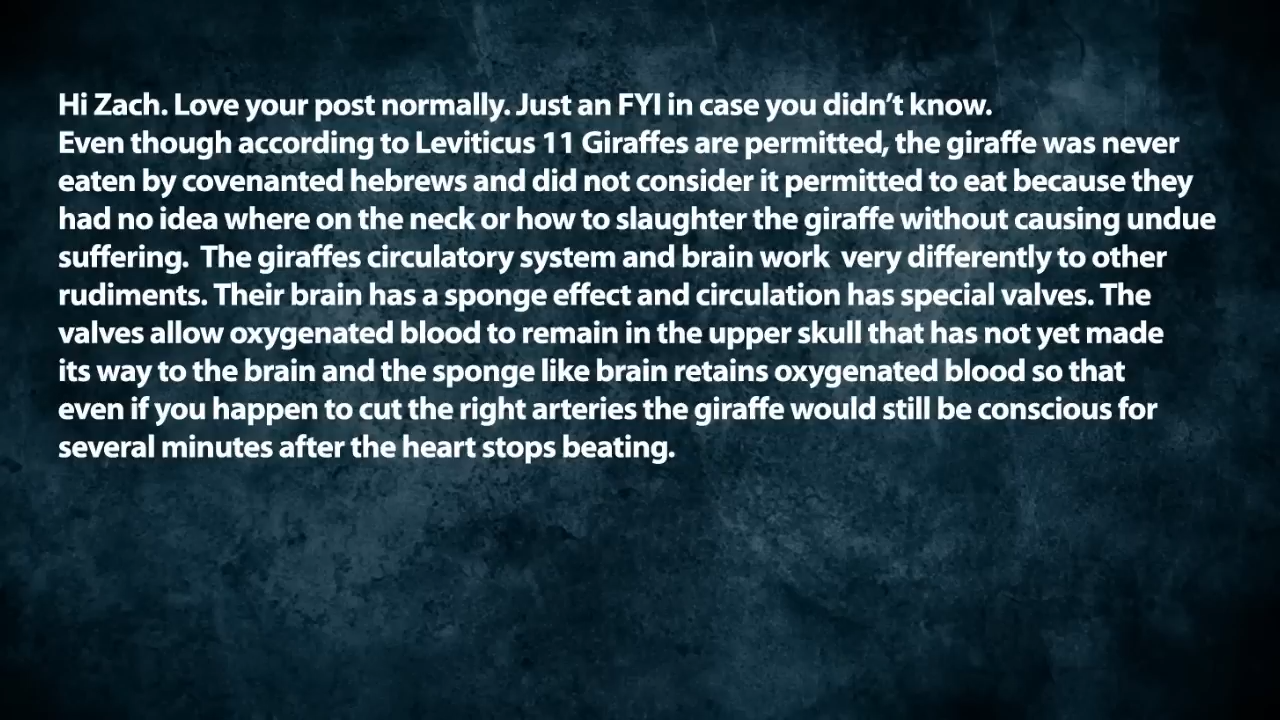 Hi Zach. Love your post normally. Just an FYI in case you didn't know.
Even though according to Leviticus 11 Giraffes are permitted, the giraffe was never
eaten by covenanted hebrews and did not consider it permitted to eat because they
had no idea where on the neck or how to slaughter the giraffe without causing undue
suffering.  The giraffes circulatory system and brain work  very differently to other
rudiments. Their brain has a sponge effect and circulation has special valves. The
valves allow oxygenated blood to remain in the upper skull that has not yet made
its way to the brain and the sponge like brain retains oxygenated blood so that
even if you happen to cut the right arteries the giraffe would still be conscious for
several minutes after the heart stops beating.